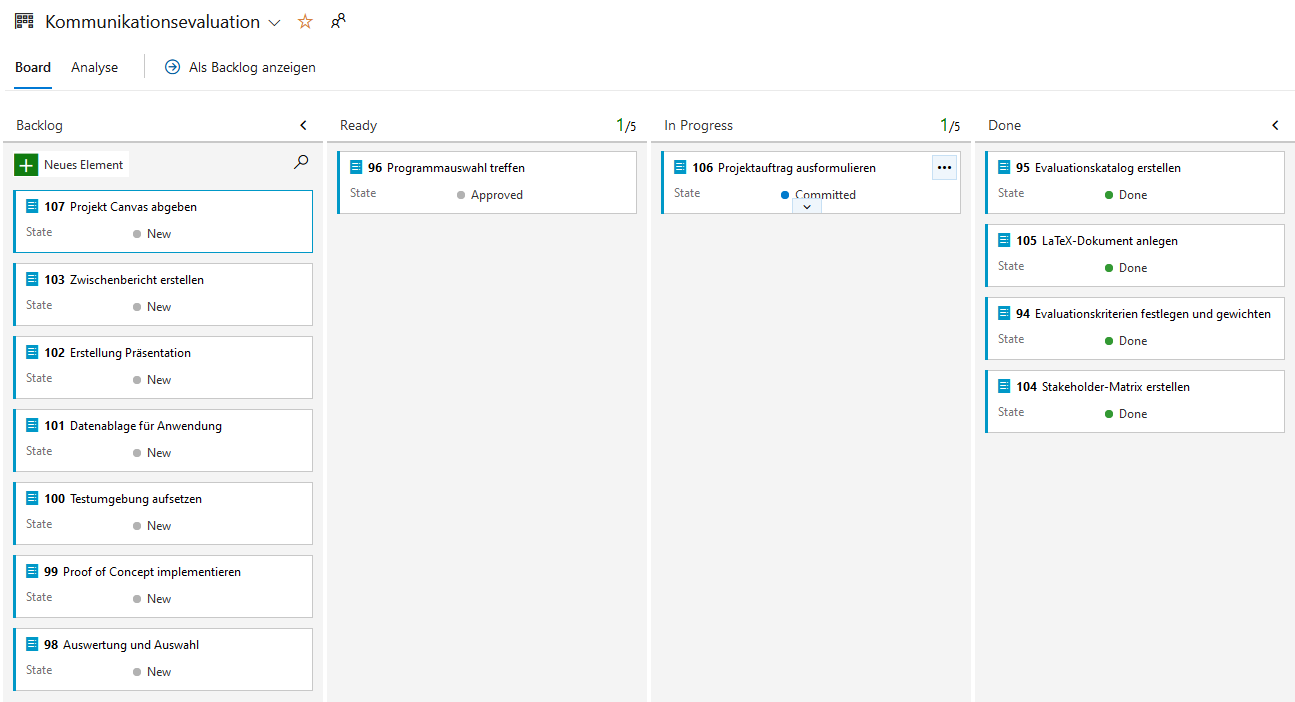 Kommunikationsevaluation
Board Analyse Als Backlog anzeigen
Backlog
Neues Element
107 Projekt Canvas abgeben
State New
103 Zwischenbericht erstellen
State New
102 Erstellung Präsentation
State New
101 Datenablage für Anwendung
State New
100 Testumgebung aufsetzen
State New
99 Proof of Concept implementieren
State New
98 Auswertung und Auswahl
State New
Ready 1/5
96 Programmauswahl treffen
State Approved
In Progress 1/5
106 Projektauftrag ausformulieren
State Committed
Done
95 Evaluationskatalog erstellen
State Done
105 LaTeX-Dokument anlegen
State Done
94 Evaluationskriterien festlegen und gewichten
State Done
104 Stakeholder-Matrix erstellen
State Done